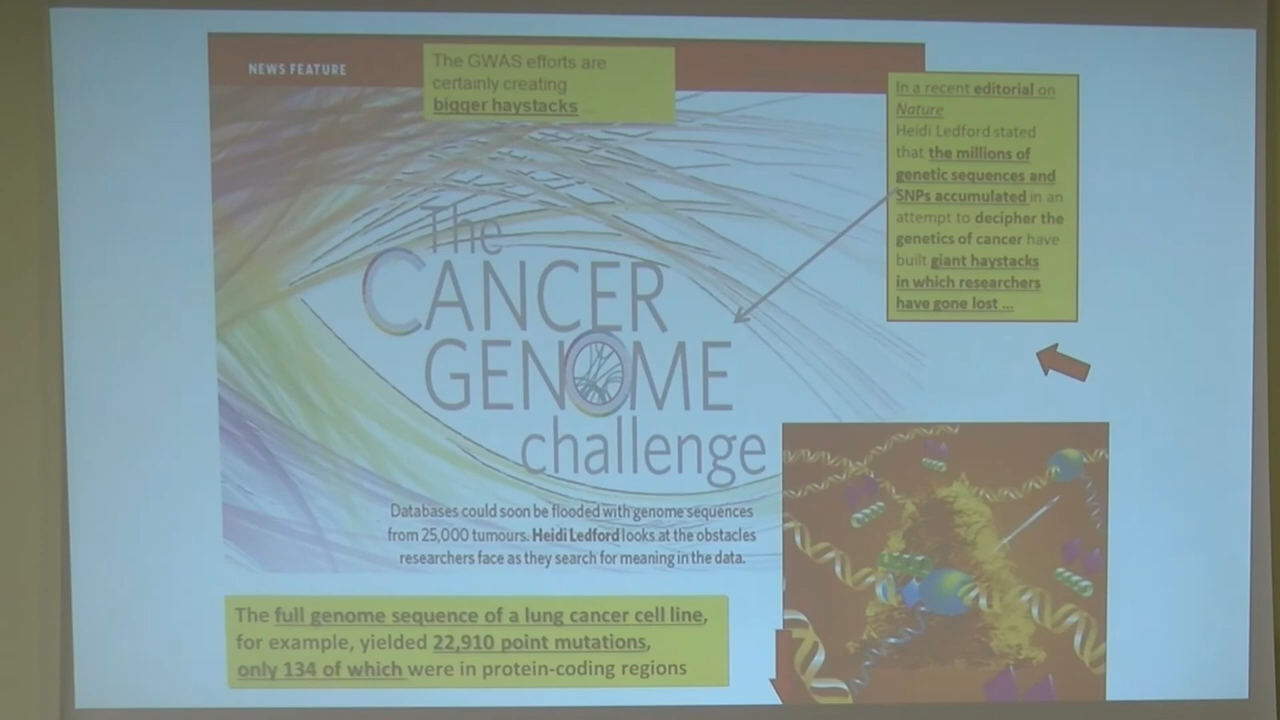 NEWS FEATURE
The GWAS efforts are
certainly creating
bigger haystacks ...
In a recent editorial on
Nature
Heidi Ledford stated
that the millions of
genetic sequences and
SNPs accumulated in an
attempt to decipher the
genetics of cancer have
built giant haystacks
in which researchers
have gone lost ...
The
CANCER
GENOME
challenge
Databases could soon be flooded with genome sequences
from 25,000 tumours. Heidi Ledford looks at the obstacles
researchers face as they search for meaning in the data.
The full genome sequence of a lung cancer cell line,
for example, yielded 22,910 point mutations,
only 134 of which were in protein-coding regions